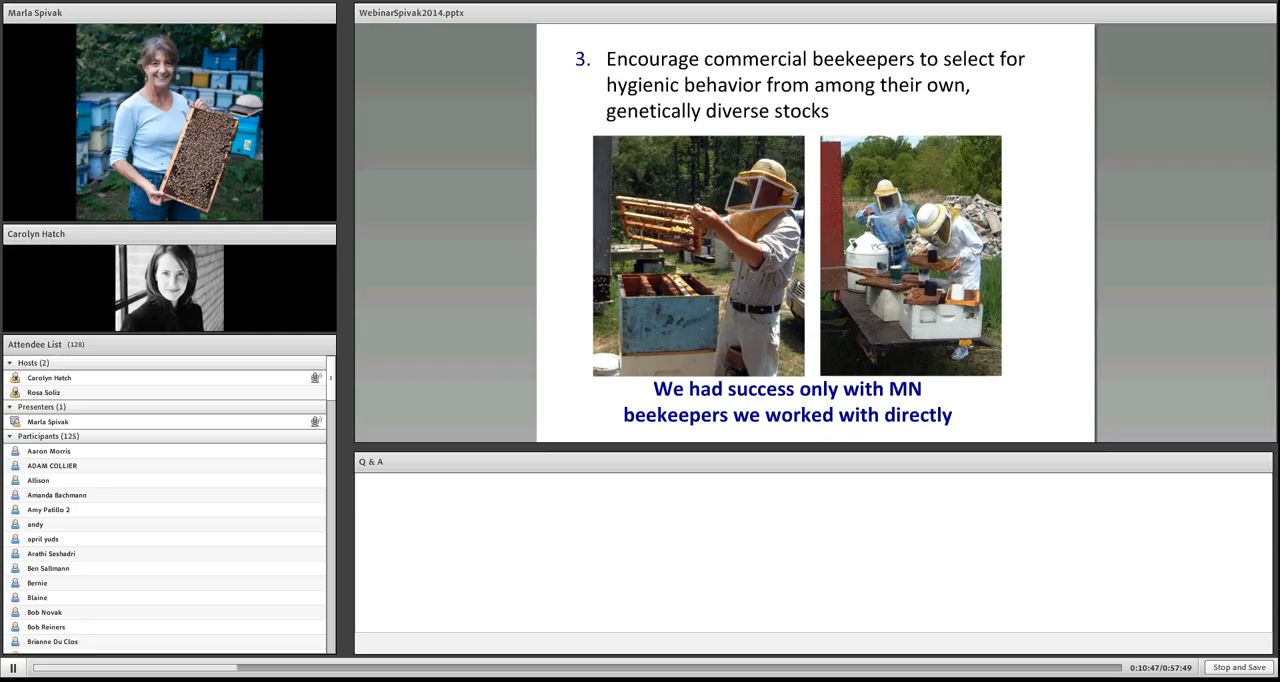 Marla Spivak
Carolyn Hatch
Attendee List (128)
Hosts (2)
Carolyn Hatch
Rosa Soliz
Presenters (1)
Marla Spivak
Participants (125)
Aaron Morris
ADAM COLLIER
Allison
Amanda Bachmann
Amy Patillo 2
andy
april yuds
Arathi Seshadri
Ben Sallmann
Bernie
Blaine
Bob Novak
Bob Reiners
Brianne Du Clos
WebinarSpivak2014.pptx
3. Encourage commercial beekeepers to select for
hygienic behavior from among their own,
genetically diverse stocks
We had success only with MN
beekeepers we worked with directly
Q & A
0:10:47/0:57:49
Stop and Save